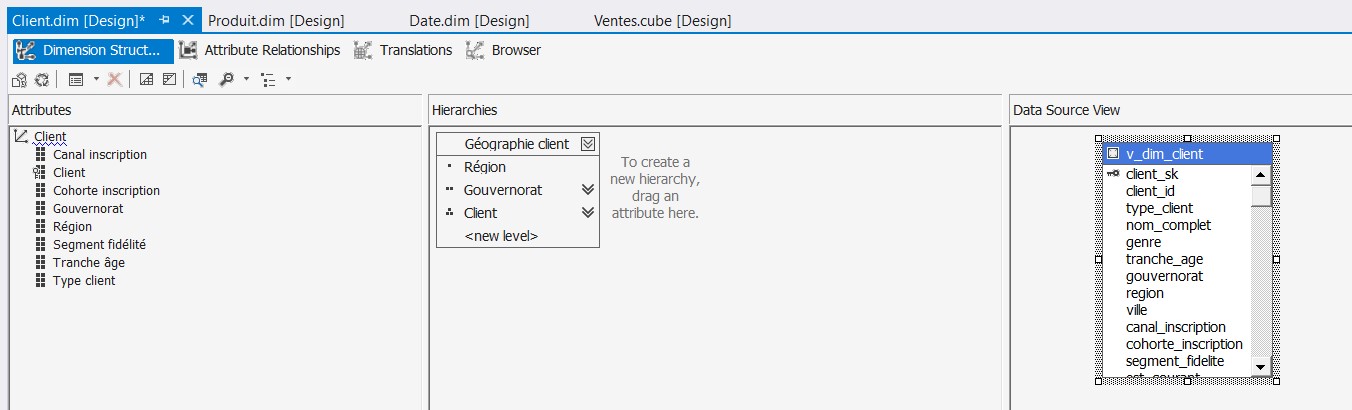 Client.dim [Design]*
Produit.dim [Design]
Date.dim [Design]
Ventes.cube [Design]
Dimension Struct...
Attribute Relationships
Translations
Browser
Attributes
Client
Canal inscription
Client
Cohorte inscription
Gouvernorat
Région
Segment fidélité
Tranche âge
Type client
Hierarchies
Géographie client
Région
Gouvernorat
Client
<new level>
To create a
new hierarchy,
drag an
attribute here.
Data Source View
v_dim_client
client_sk
client_id
type_client
nom_complet
genre
tranche_age
gouvernorat
region
ville
canal_inscription
cohorte_inscription
segment_fidelite
est_courant